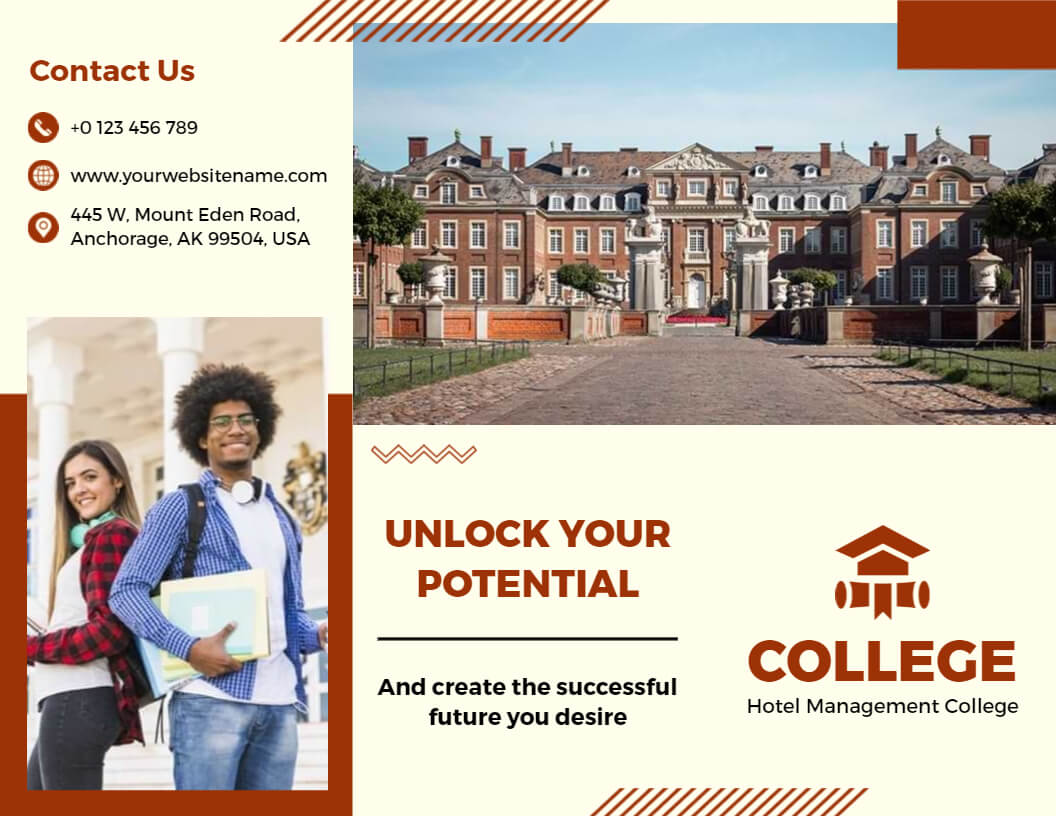 Contact Us
+0 123 456 789
www.yourwebsitename.com
445 W, Mount Eden Road,
Anchorage, AK 99504, USA
UNLOCK YOUR
POTENTIAL
And create the successful
future you desire
COLLEGE
Hotel Management College